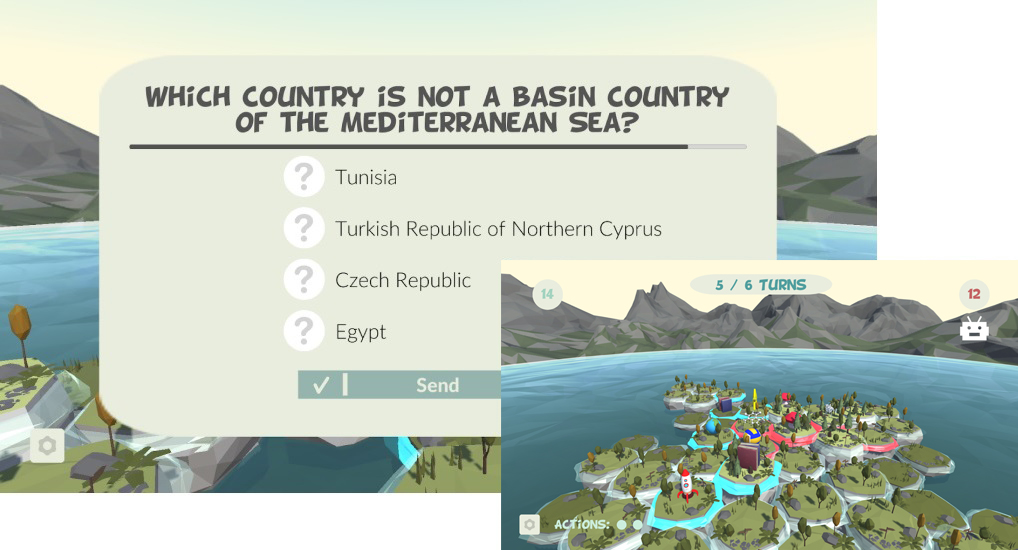 WHICH COUNTRY IS NOT A BASIN COUNTRY
OF THE MEDITERRANEAN SEA?
? Tunisia
? Turkish Republic of Northern Cyprus
? Czech Republic
? Egypt
✓ Send
14
5 / 6 TURNS
12
ACTIONS: